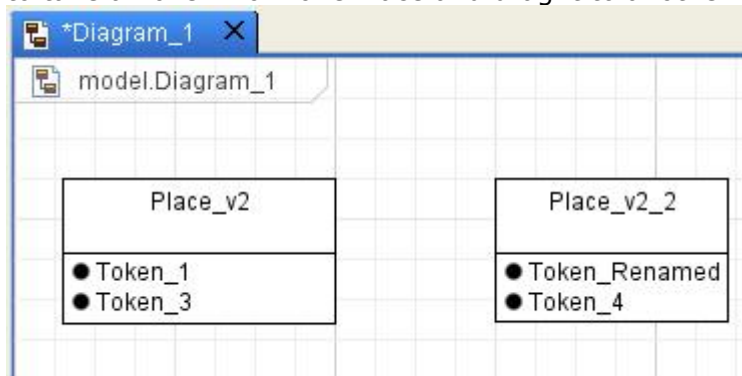 *Diagram_1
model.Diagram_1
Place_v2
Token_1
Token_3
Place_v2_2
Token_Renamed
Token_4